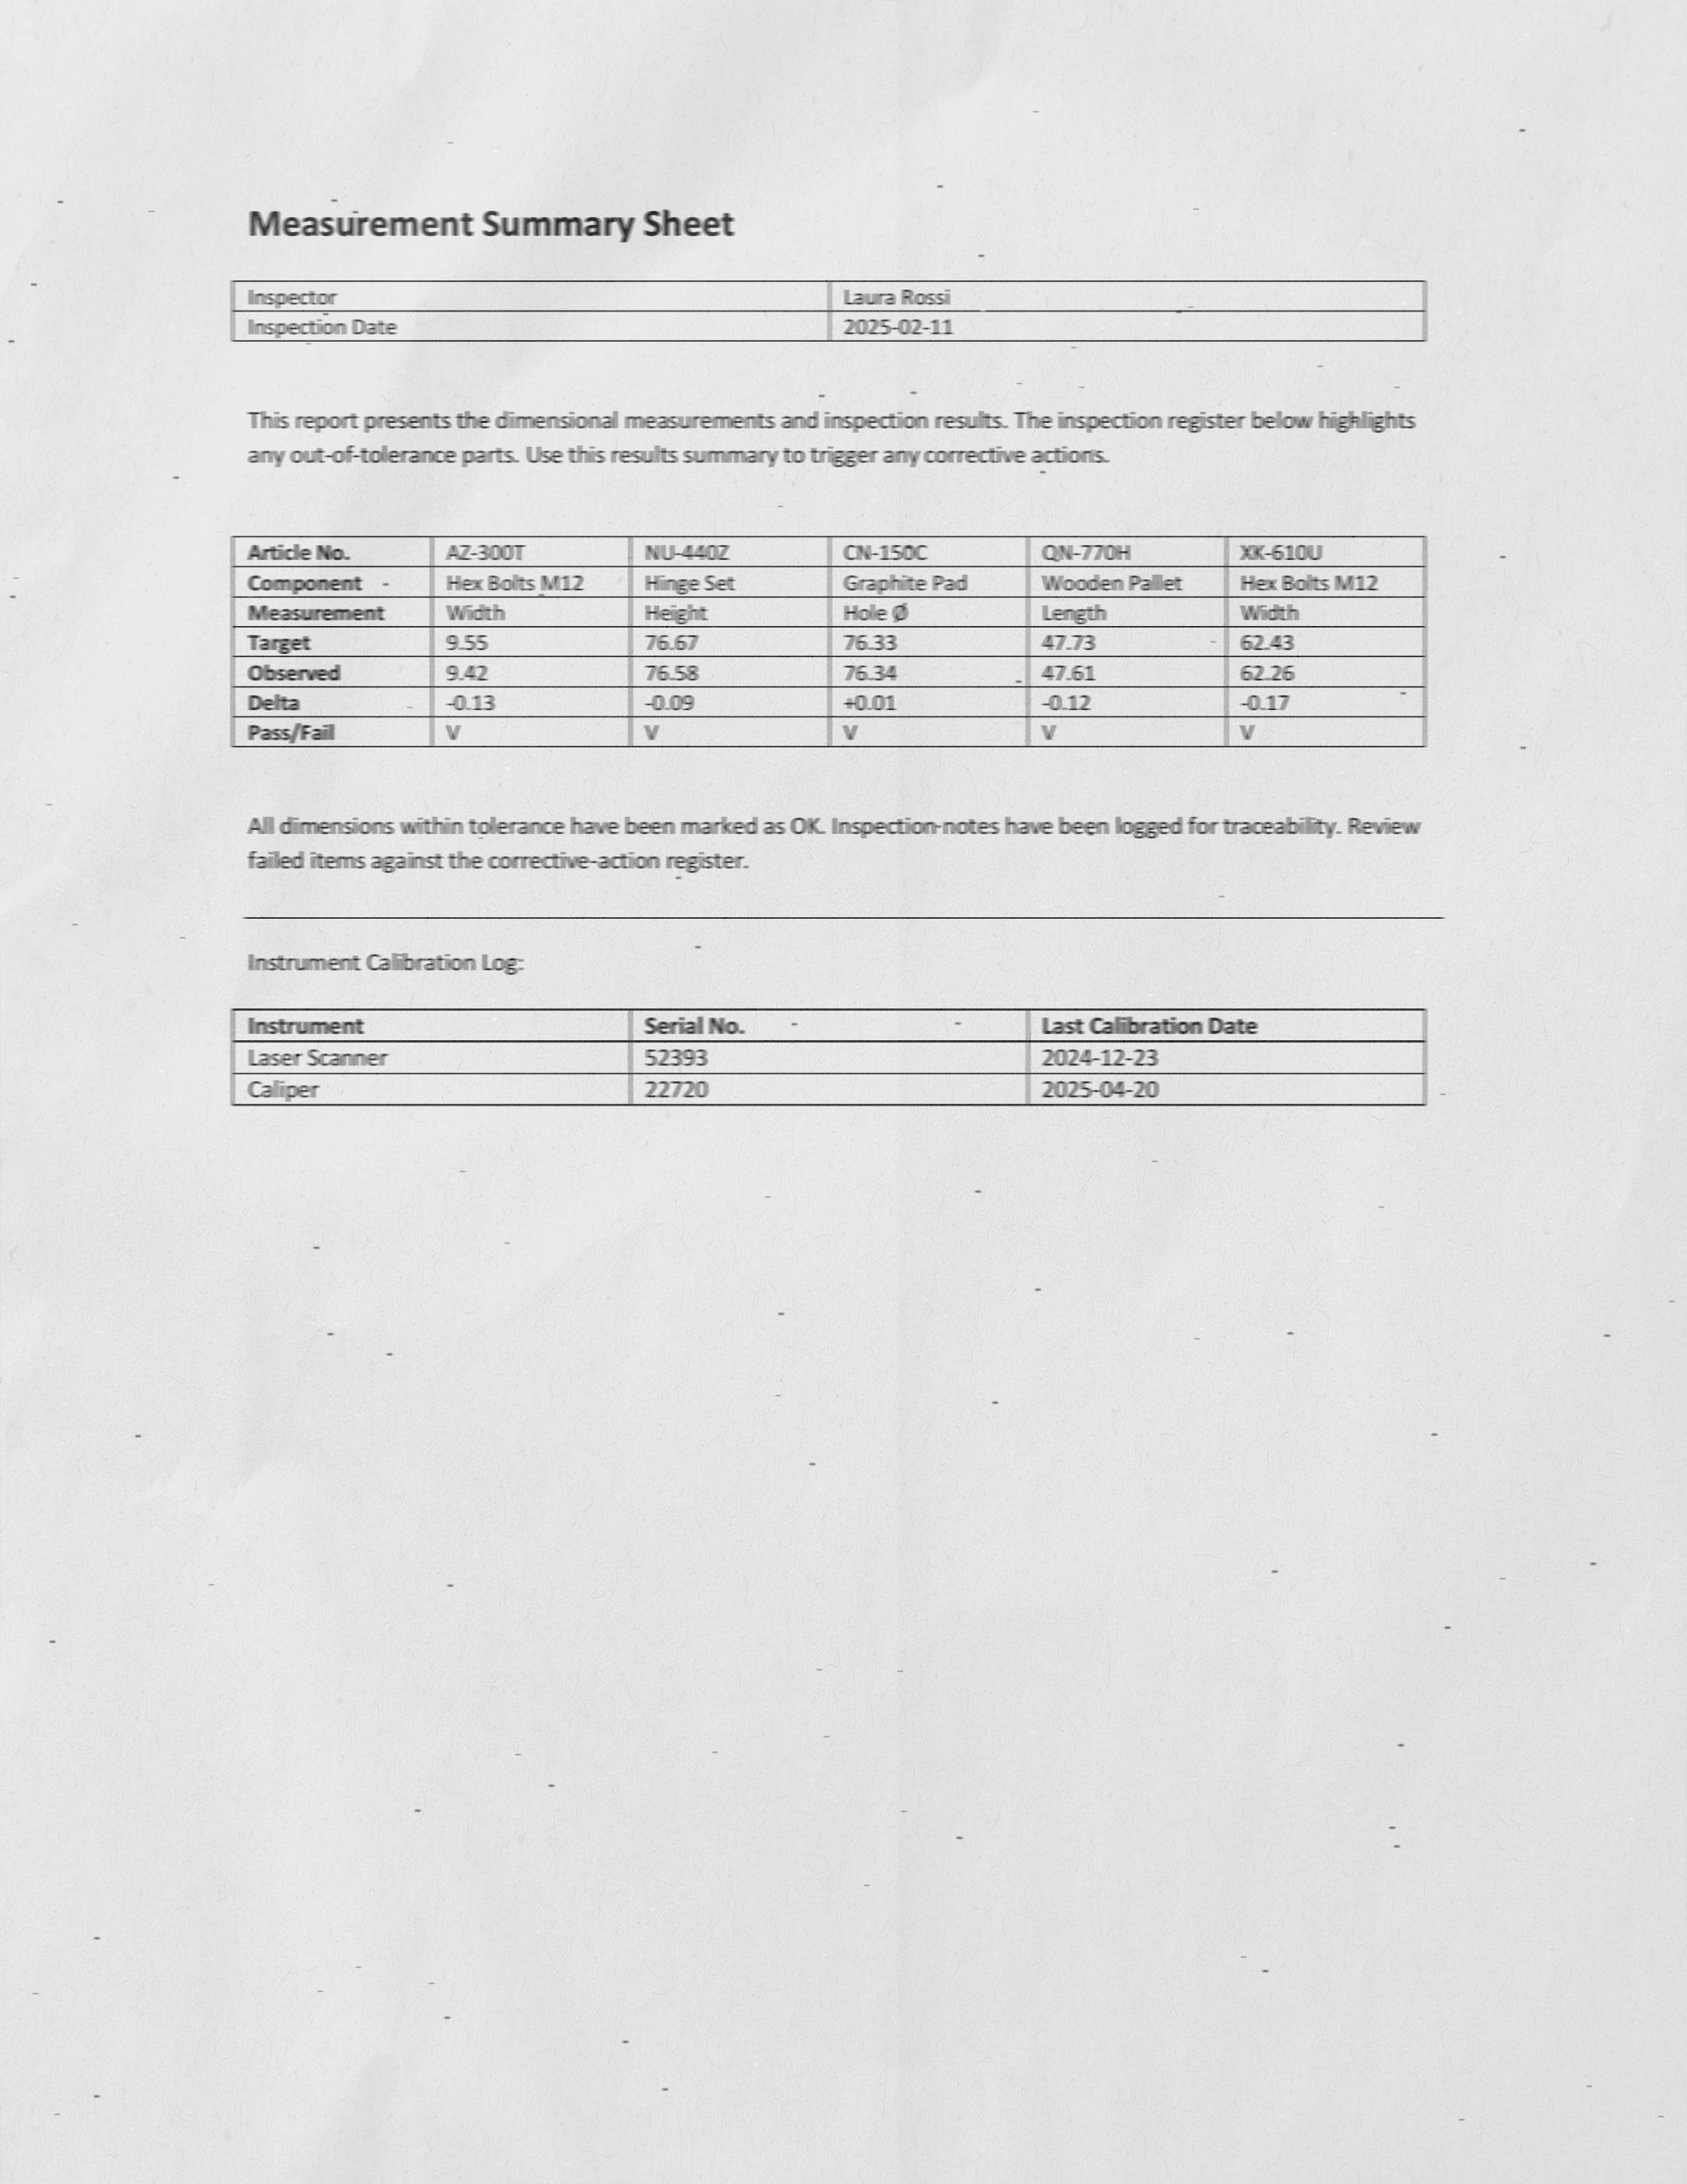 Measurement Summary Sheet
Inspector Laura Rossi
Inspection Date 2025-02-11
This report presents the dimensional measurements and inspection results. The inspection register below highlights
any out-of-tolerance parts. Use this results summary to trigger any corrective actions.
Article No. AZ-300T NU-440Z CN-150C QN-770H XK-610U
Component Hex Bolts M12 Hinge Set Graphite Pad Wooden Pallet Hex Bolts M12
Measurement Width Height Hole Ø Length Width
Target 9.55 76.67 76.33 47.73 62.43
Observed 9.42 76.58 76.34 47.61 62.26
Delta -0.13 -0.09 +0.01 -0.12 -0.17
Pass/Fail V V V V V
All dimensions within tolerance have been marked as OK. Inspection notes have been logged for traceability. Review
failed items against the corrective-action register.
Instrument Calibration Log:
Instrument Serial No. Last Calibration Date
Laser Scanner 52393 2024-12-23
Caliper 22720 2025-04-20